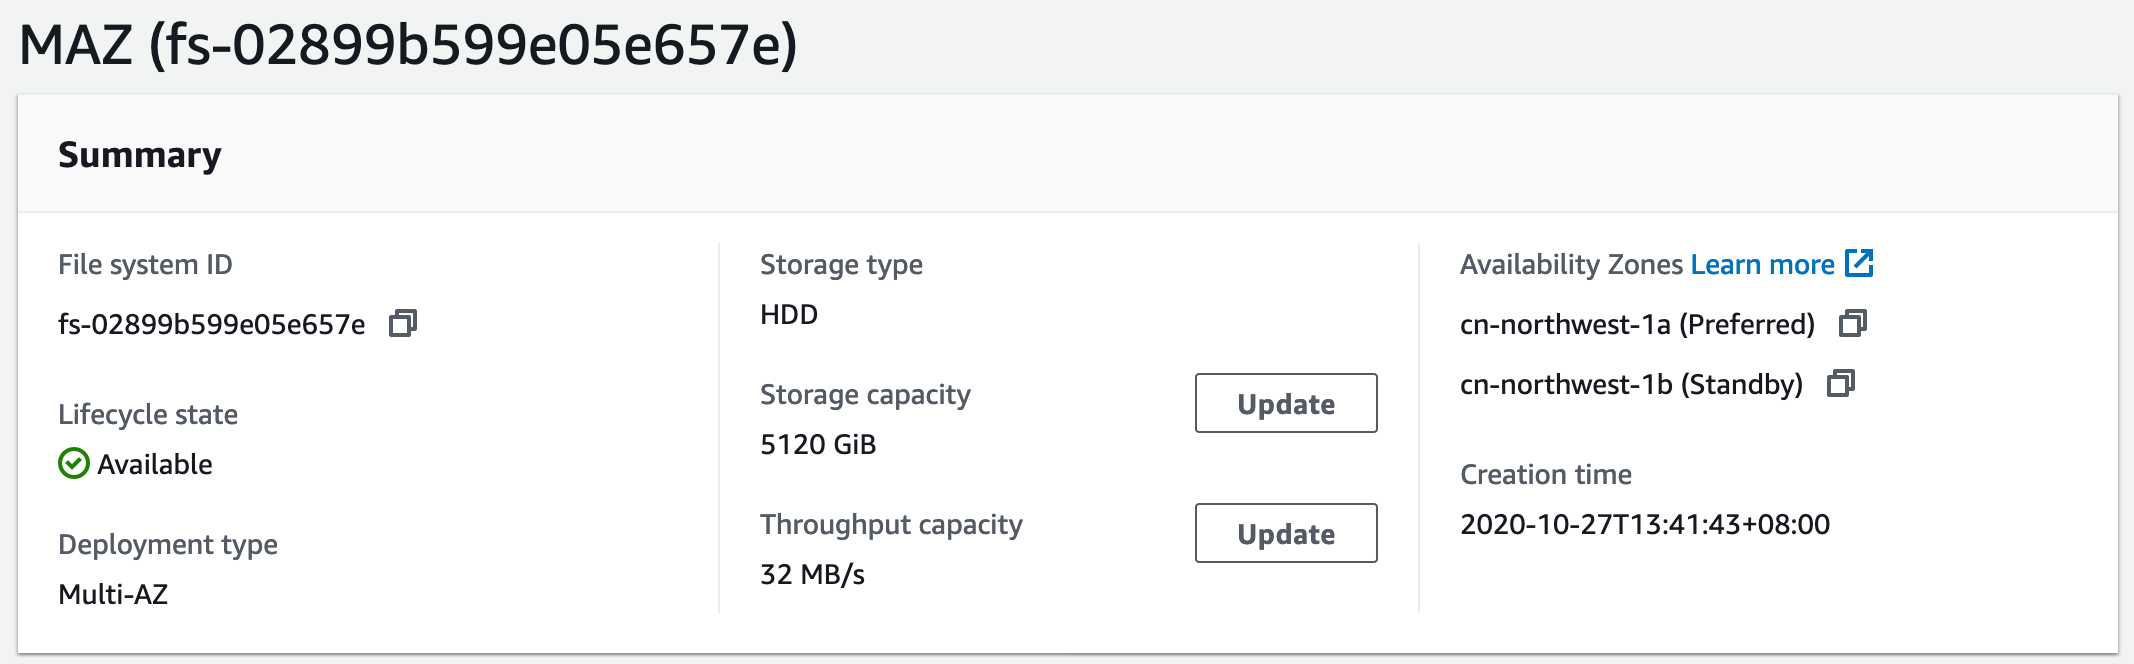 MAZ (fs-02899b599e05e657e)
Summary
File system ID
fs-02899b599e05e657e
Lifecycle state
Available
Deployment type
Multi-AZ
Storage type
HDD
Storage capacity
Update
5120 GiB
Throughput capacity
Update
32 MB/s
Availability Zones Learn more
cn-northwest-1a (Preferred)
cn-northwest-1b (Standby)
Creation time
2020-10-27T13:41:43+08:00